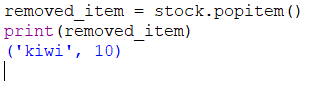 removed_item = stock.popitem()
print(removed_item)
('kiwi', 10)